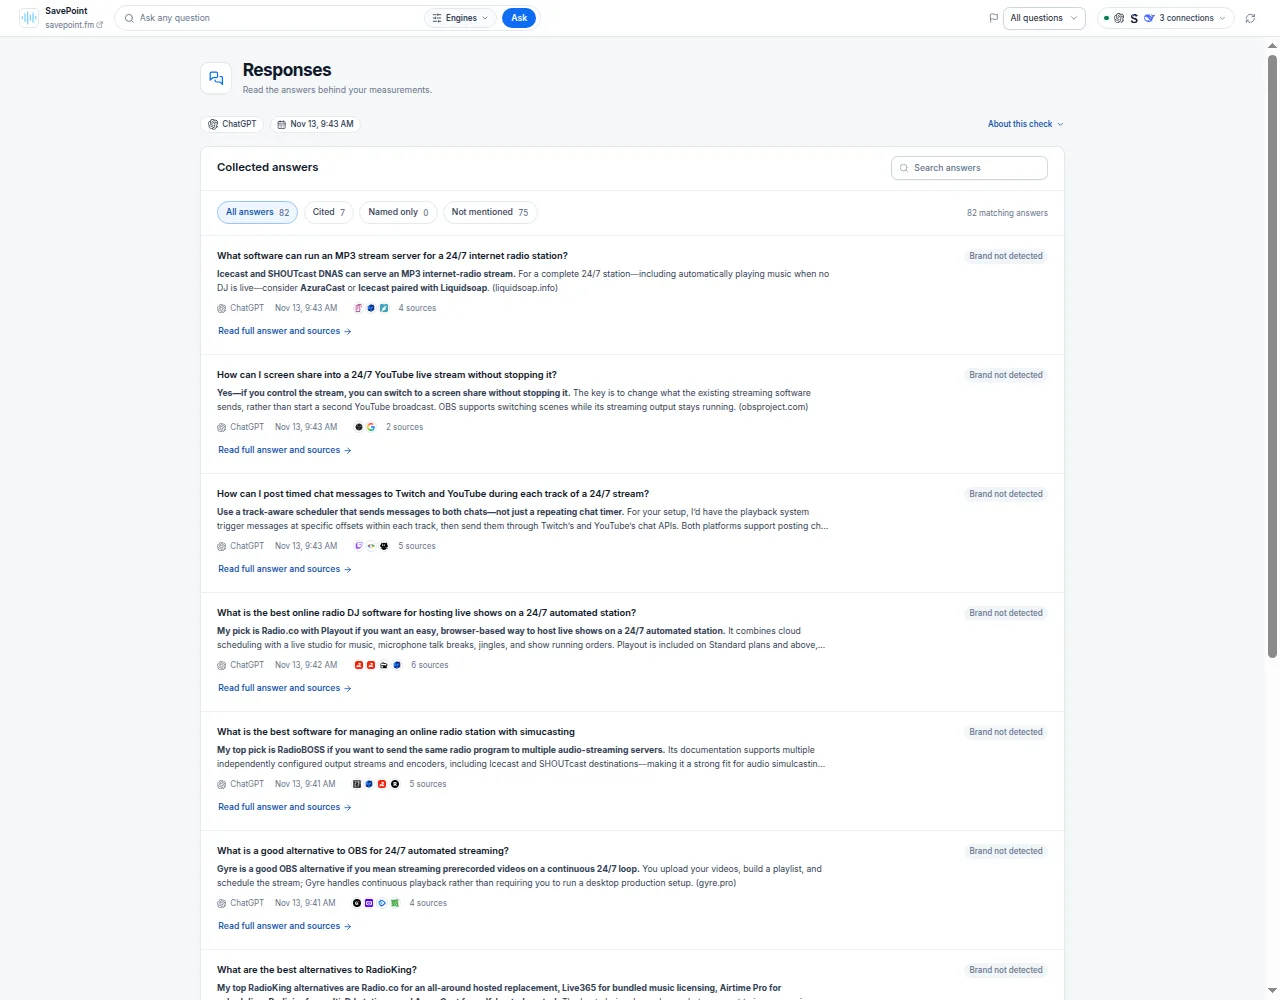 SavePoint
savepoint.fm
Ask any question
Engines
Ask
All questions
3 connections
Responses
Read the answers behind your measurements.
ChatGPT
Nov 13, 9:43 AM
About this check
Collected answers
Search answers
All answers 82
Cited 7
Named only 0
Not mentioned 75
82 matching answers
What software can run an MP3 stream server for a 24/7 internet radio station?
Brand not detected
Icecast and SHOUTcast DNAS can serve an MP3 internet-radio stream. For a complete 24/7 station—including automatically playing music when no
DJ is live—consider AzuraCast or Icecast paired with Liquidsoap. (liquidsoap.info)
ChatGPT Nov 13, 9:43 AM 4 sources
Read full answer and sources →
How can I screen share into a 24/7 YouTube live stream without stopping it?
Brand not detected
Yes—if you control the stream, you can switch to a screen share without stopping it. The key is to change what the existing streaming software
sends, rather than start a second YouTube broadcast. OBS supports switching scenes while its streaming output stays running. (obsproject.com)
ChatGPT Nov 13, 9:43 AM 2 sources
Read full answer and sources →
How can I post timed chat messages to Twitch and YouTube during each track of a 24/7 stream?
Brand not detected
Use a track-aware scheduler that sends messages to both chats—not just a repeating chat timer. For your setup, I'd have the playback system
trigger messages at specific offsets within each track, then send them through Twitch's and YouTube's chat APIs. Both platforms support posting ch...
ChatGPT Nov 13, 9:43 AM 5 sources
Read full answer and sources →
What is the best online radio DJ software for hosting live shows on a 24/7 automated station?
Brand not detected
My pick is Radio.co with Playout if you want an easy, browser-based way to host live shows on a 24/7 automated station. It combines cloud
scheduling with a live studio for music, microphone talk breaks, jingles, and show running orders. Playout is included on Standard plans and above,...
ChatGPT Nov 13, 9:42 AM 6 sources
Read full answer and sources →
What is the best software for managing an online radio station with simucasting
Brand not detected
My top pick is RadioBOSS if you want to send the same radio program to multiple audio-streaming servers. Its documentation supports multiple
independently configured output streams and encoders, including Icecast and SHOUTcast destinations—making it a strong fit for audio simulcastin...
ChatGPT Nov 13, 9:41 AM 5 sources
Read full answer and sources →
What is a good alternative to OBS for 24/7 automated streaming?
Brand not detected
Gyre is a good OBS alternative if you mean streaming prerecorded videos on a continuous 24/7 loop. You upload your videos, build a playlist, and
schedule the stream; Gyre handles continuous playback rather than requiring you to run a desktop production setup. (gyre.pro)
ChatGPT Nov 13, 9:41 AM 4 sources
Read full answer and sources →
What are the best alternatives to RadioKing?
Brand not detected
My top RadioKing alternatives are Radio.co for an all-around hosted replacement, Live365 for bundled music licensing, Airtime Pro for